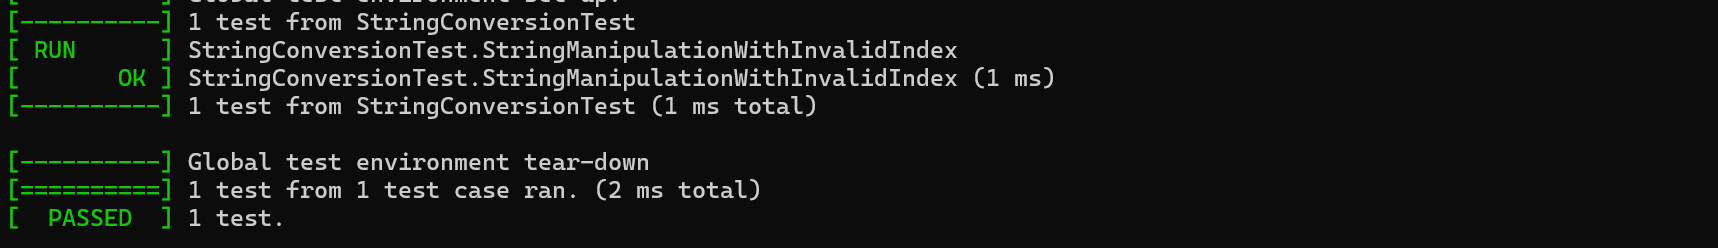 [----------] 1 test from StringConversionTest
[ RUN      ] StringConversionTest.StringManipulationWithInvalidIndex
[       OK ] StringConversionTest.StringManipulationWithInvalidIndex (1 ms)
[----------] 1 test from StringConversionTest (1 ms total)

[----------] Global test environment tear-down
[==========] 1 test from 1 test case ran. (2 ms total)
[  PASSED  ] 1 test.